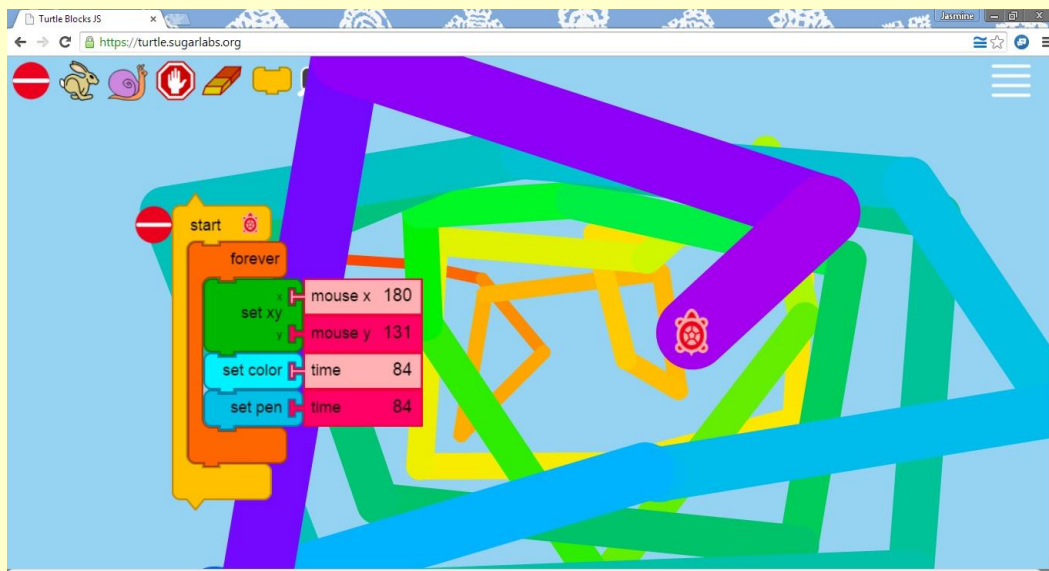 Turtle Blocks JS
Jasmine
https://turtle.sugarlabs.org
start
forever
x mouse x 180
set xy
y mouse y 131
set color time 84
set pen time 84